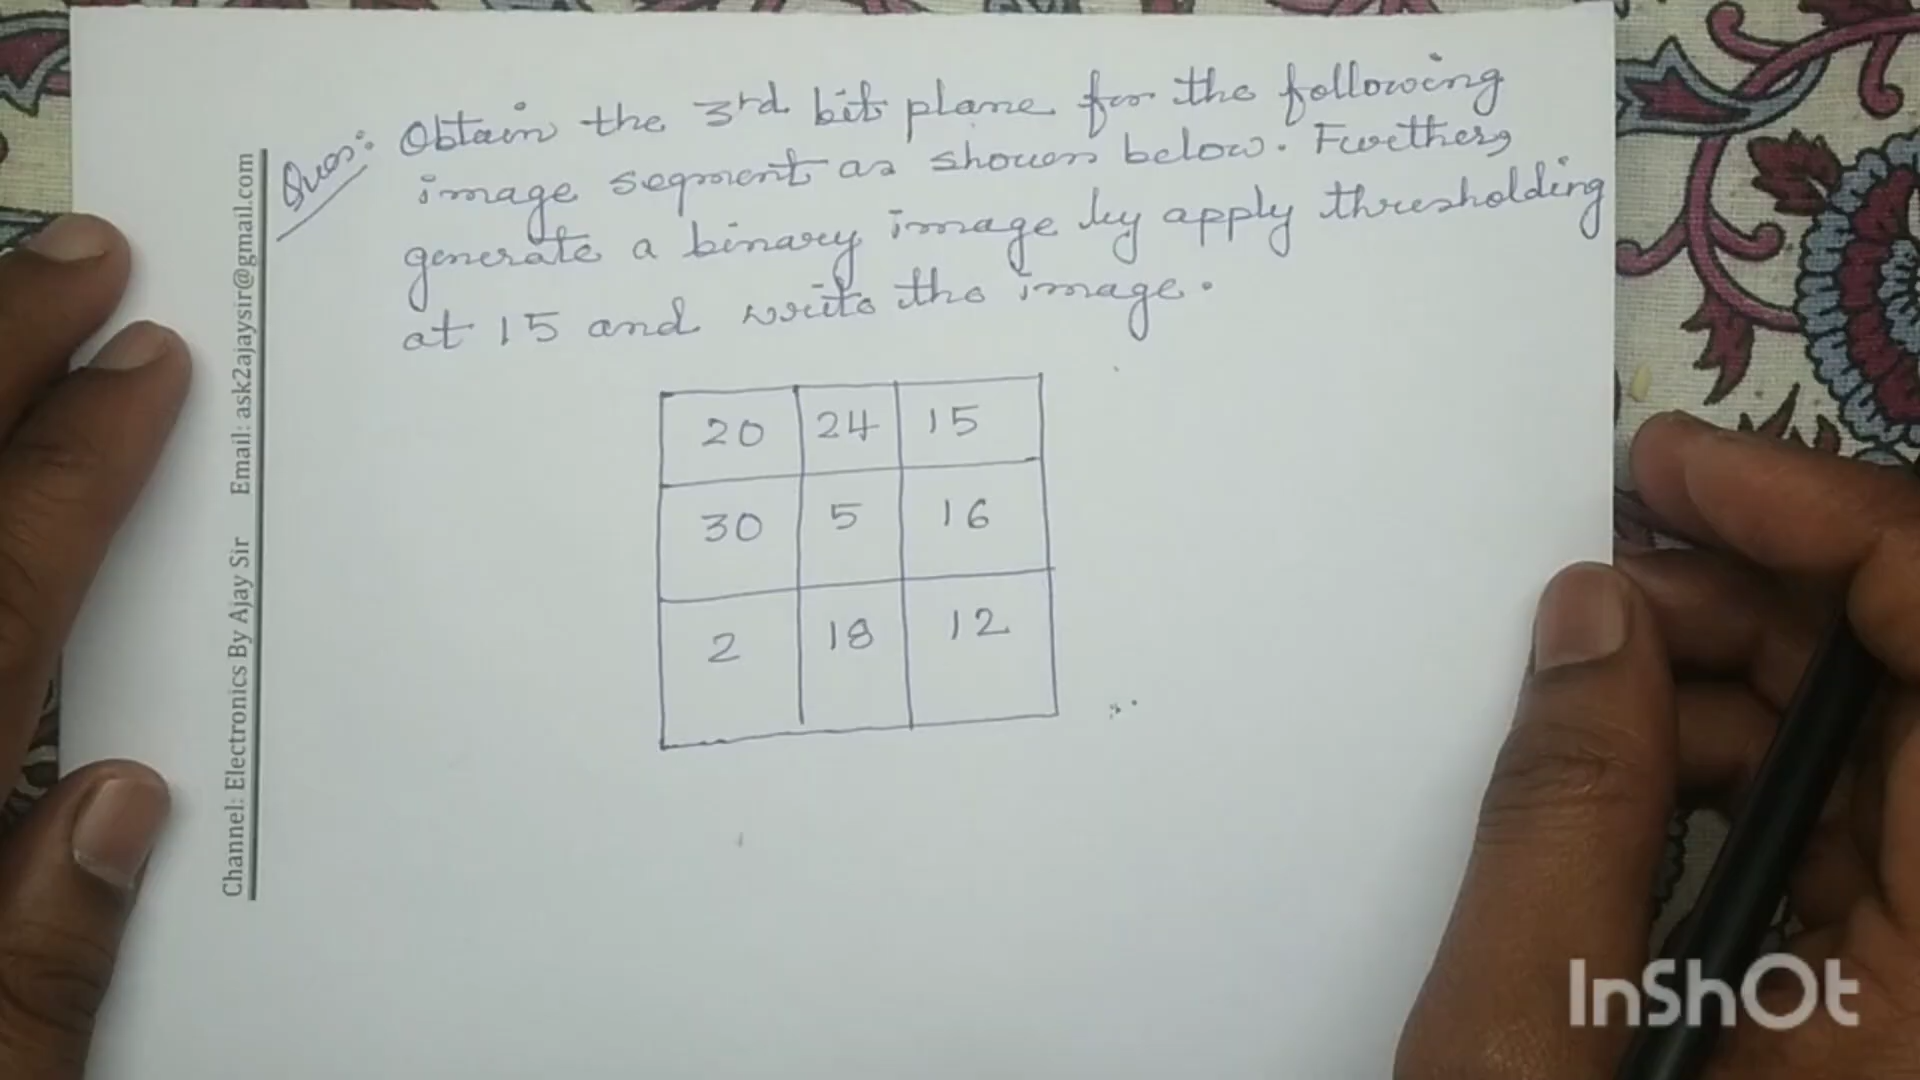 Ques: Obtain the 3rd bit plane for the following
image segment as shown below. Further,
generate a binary image by apply thresholding
at 15 and write the image.
20 24 15
30 5 16
2 18 12
Channel: Electronics By Ajay Sir Email: ask2ajaysir@gmail.com
InShOt